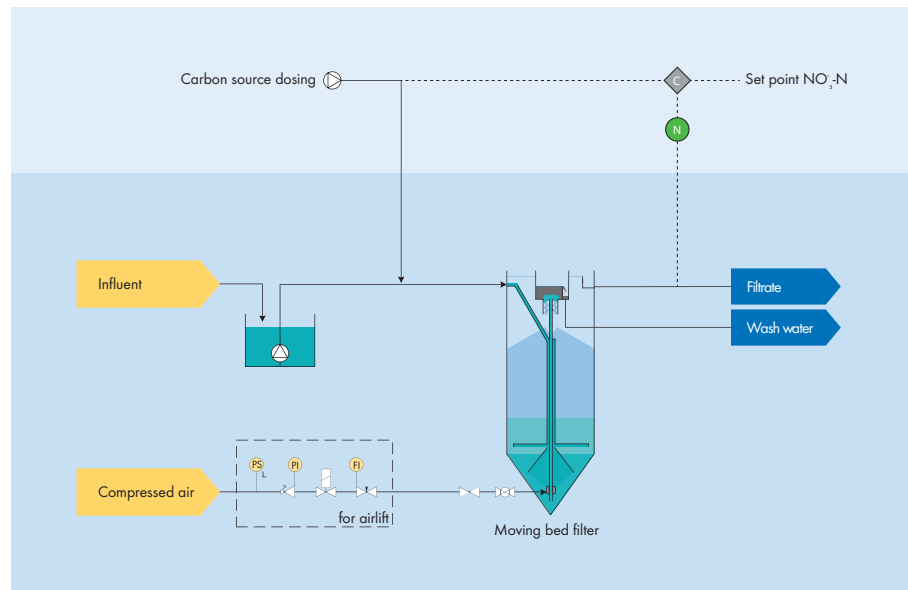 Carbon source dosing
C
Set point NO₃⁻-N
N
Influent
Filtrate
Wash water
PS
L
PI
FI
Compressed air
for airlift
Moving bed filter